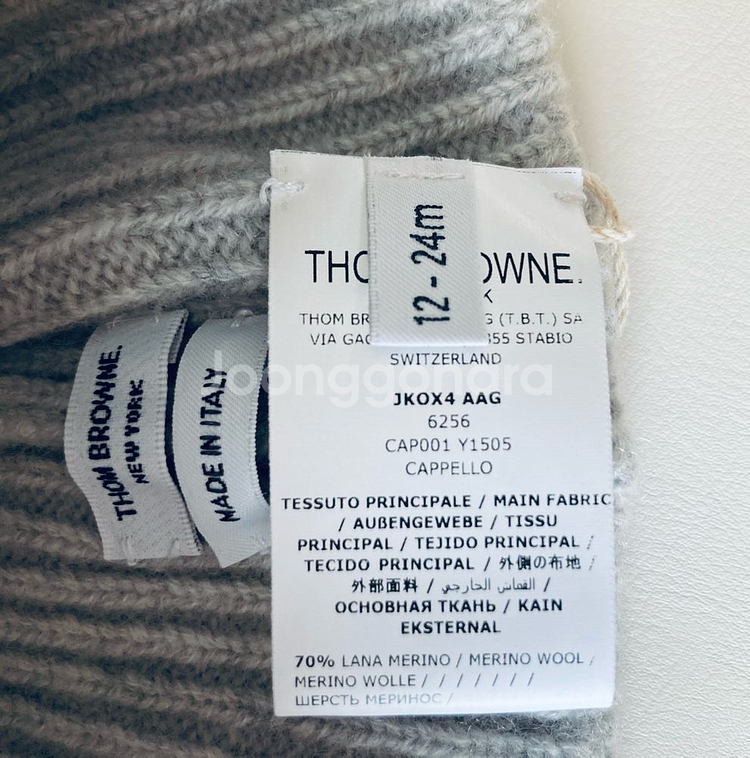 THOM BROWNE.
NEW YORK
MADE IN ITALY
12 - 24m
THOM BR G (T.B.T.) SA
VIA 355 STABIO
SWITZERLAND
JKOX4 AAG
6256
CAP001 Y1505
CAPPELLO
TESSUTO PRINCIPALE / MAIN FABRIC
/ AUßENGEWEBE / TISSU
PRINCIPAL / TEJIDO PRINCIPAL /
TECIDO PRINCIPAL / 外側の布地 /
外部面料 / القماش الخارجي /
ОСНОВНАЯ ТКАНЬ / KAIN
EKSTERNAL
70% LANA MERINO / MERINO WOOL /
MERINO WOLLE / / / / / / /
ШЕРСТЬ МЕРИНОС /
joonggonara